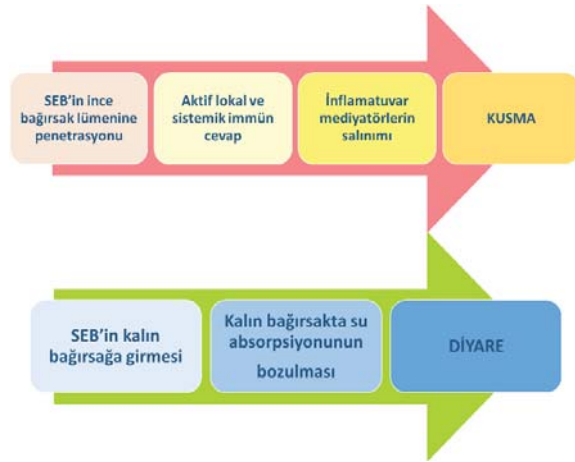 SEB'in ince
bağırsak lümenine
penetrasyonu
Aktif lokal ve
sistemik immün
cevap
İnflamatuvar
mediyatörlerin
salınımı
KUSMA
SEB'in kalın
bağırsağa girmesi
Kalın bağırsakta su
absorpsiyonunun
bozulması
DİYARE